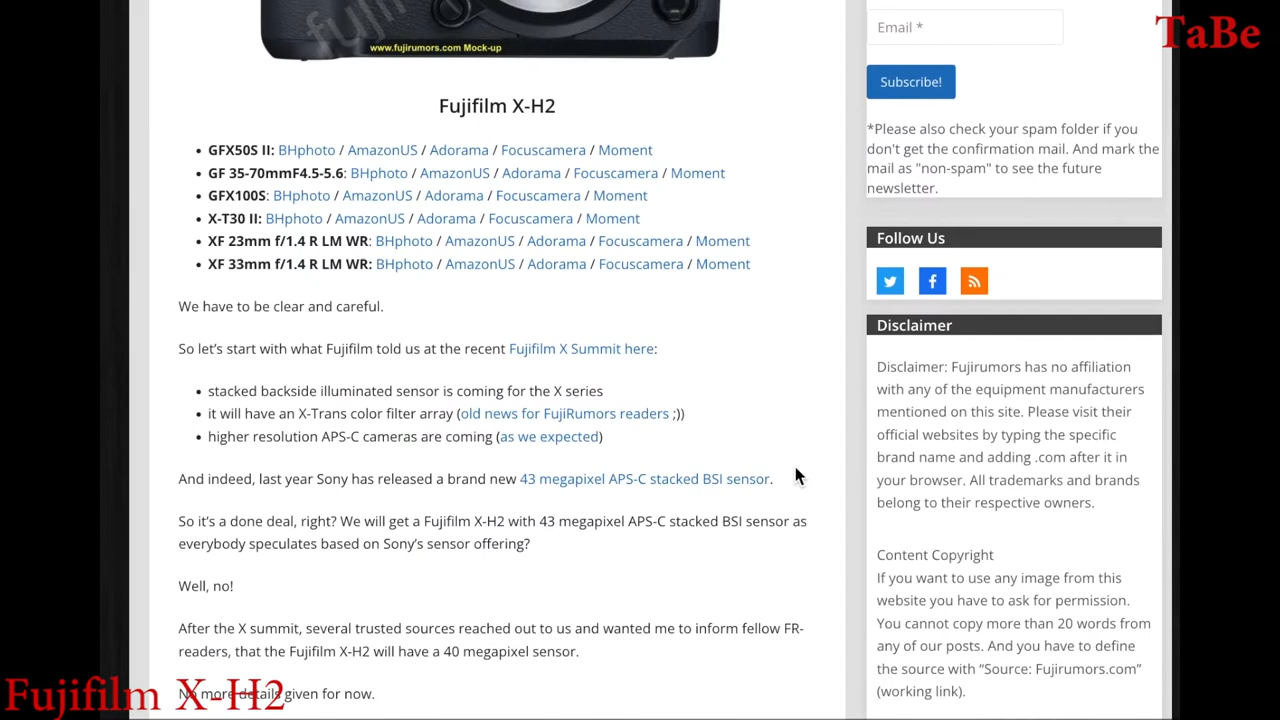 fuji
www.fujirumors.com Mock-up
Fujifilm X-H2
GFX50S II: BHphoto / AmazonUS / Adorama / Focuscamera / Moment
GF 35-70mmF4.5-5.6: BHphoto / AmazonUS / Adorama / Focuscamera / Moment
GFX100S: BHphoto / AmazonUS / Adorama / Focuscamera / Moment
X-T30 II: BHphoto / AmazonUS / Adorama / Focuscamera / Moment
XF 23mm f/1.4 R LM WR: BHphoto / AmazonUS / Adorama / Focuscamera / Moment
XF 33mm f/1.4 R LM WR: BHphoto / AmazonUS / Adorama / Focuscamera / Moment
We have to be clear and careful.
So let's start with what Fujifilm told us at the recent Fujifilm X Summit here:
stacked backside illuminated sensor is coming for the X series
it will have an X-Trans color filter array (old news for FujiRumors readers ;))
higher resolution APS-C cameras are coming (as we expected)
And indeed, last year Sony has released a brand new 43 megapixel APS-C stacked BSI sensor.
So it's a done deal, right? We will get a Fujifilm X-H2 with 43 megapixel APS-C stacked BSI sensor as
everybody speculates based on Sony's sensor offering?
Well, no!
After the X summit, several trusted sources reached out to us and wanted me to inform fellow FR-
readers, that the Fujifilm X-H2 will have a 40 megapixel sensor.
No more details given for now.
Fujifilm X-H2
TaBe
Email *
Subscribe!
*Please also check your spam folder if you
don't get the confirmation mail. And mark the
mail as "non-spam" to see the future
newsletter.
Follow Us
Disclaimer
Disclaimer: Fujirumors has no affiliation
with any of the equipment manufacturers
mentioned on this site. Please visit their
official websites by typing the specific
brand name and adding .com after it in
your browser. All trademarks and brands
belong to their respective owners.
Content Copyright
If you want to use any image from this
website you have to ask for permission.
You cannot copy more than 20 words from
any of our posts. And you have to define
the source with “Source: Fujirumors.com”
(working link).